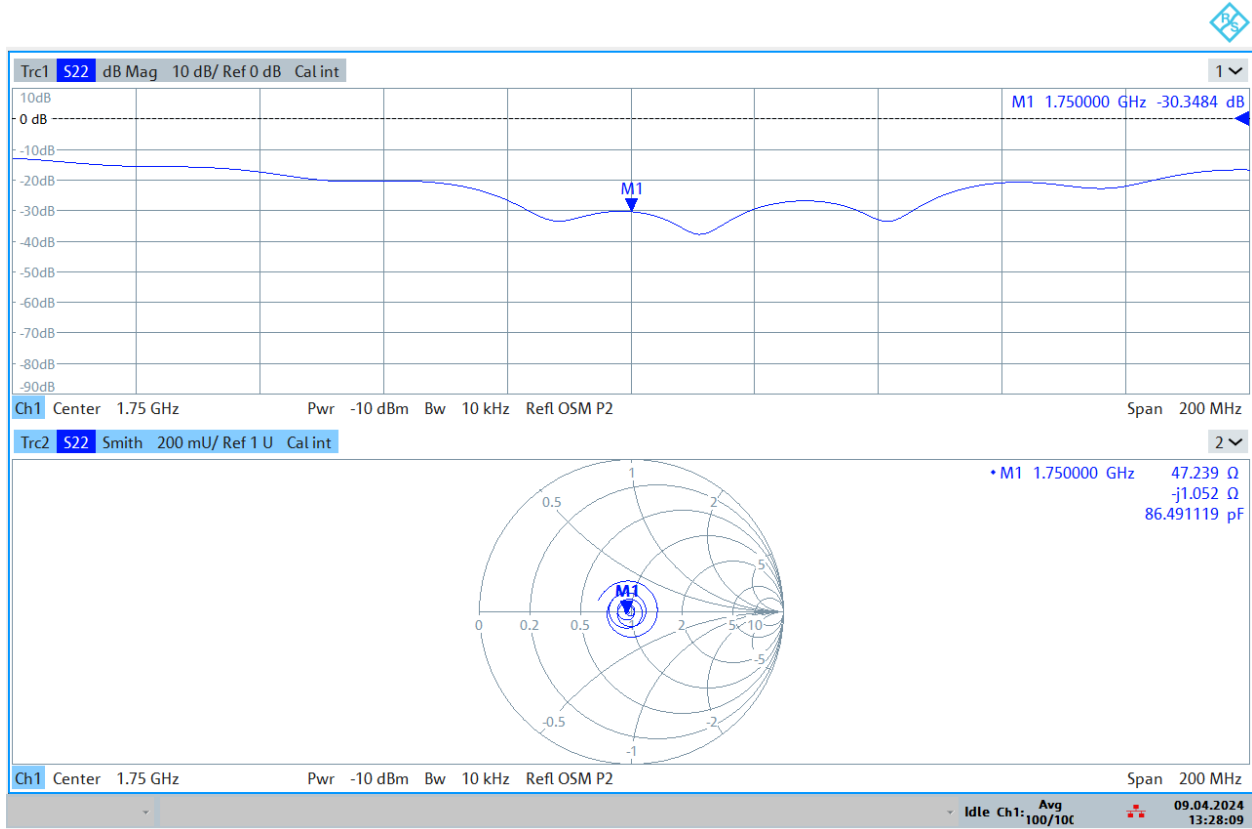 R&S
Trc1 S22 dB Mag 10 dB/ Ref 0 dB Cal int 1
10dB
0 dB
-10dB
-20dB
-30dB
-40dB
-50dB
-60dB
-70dB
-80dB
-90dB
M1 1.750000 GHz -30.3484 dB
M1
Ch1 Center 1.75 GHz Pwr -10 dBm Bw 10 kHz Refl OSM P2 Span 200 MHz
Trc2 S22 Smith 200 mU/ Ref 1 U Cal int 2
• M1 1.750000 GHz 47.239 Ω
-j1.052 Ω
86.491119 pF
1
0.5 2
5
M1
0 0.2 0.5 2 5 10
-5
-0.5 -2
-1
Ch1 Center 1.75 GHz Pwr -10 dBm Bw 10 kHz Refl OSM P2 Span 200 MHz
Idle Ch1: Avg 09.04.2024
100/100 13:28:09